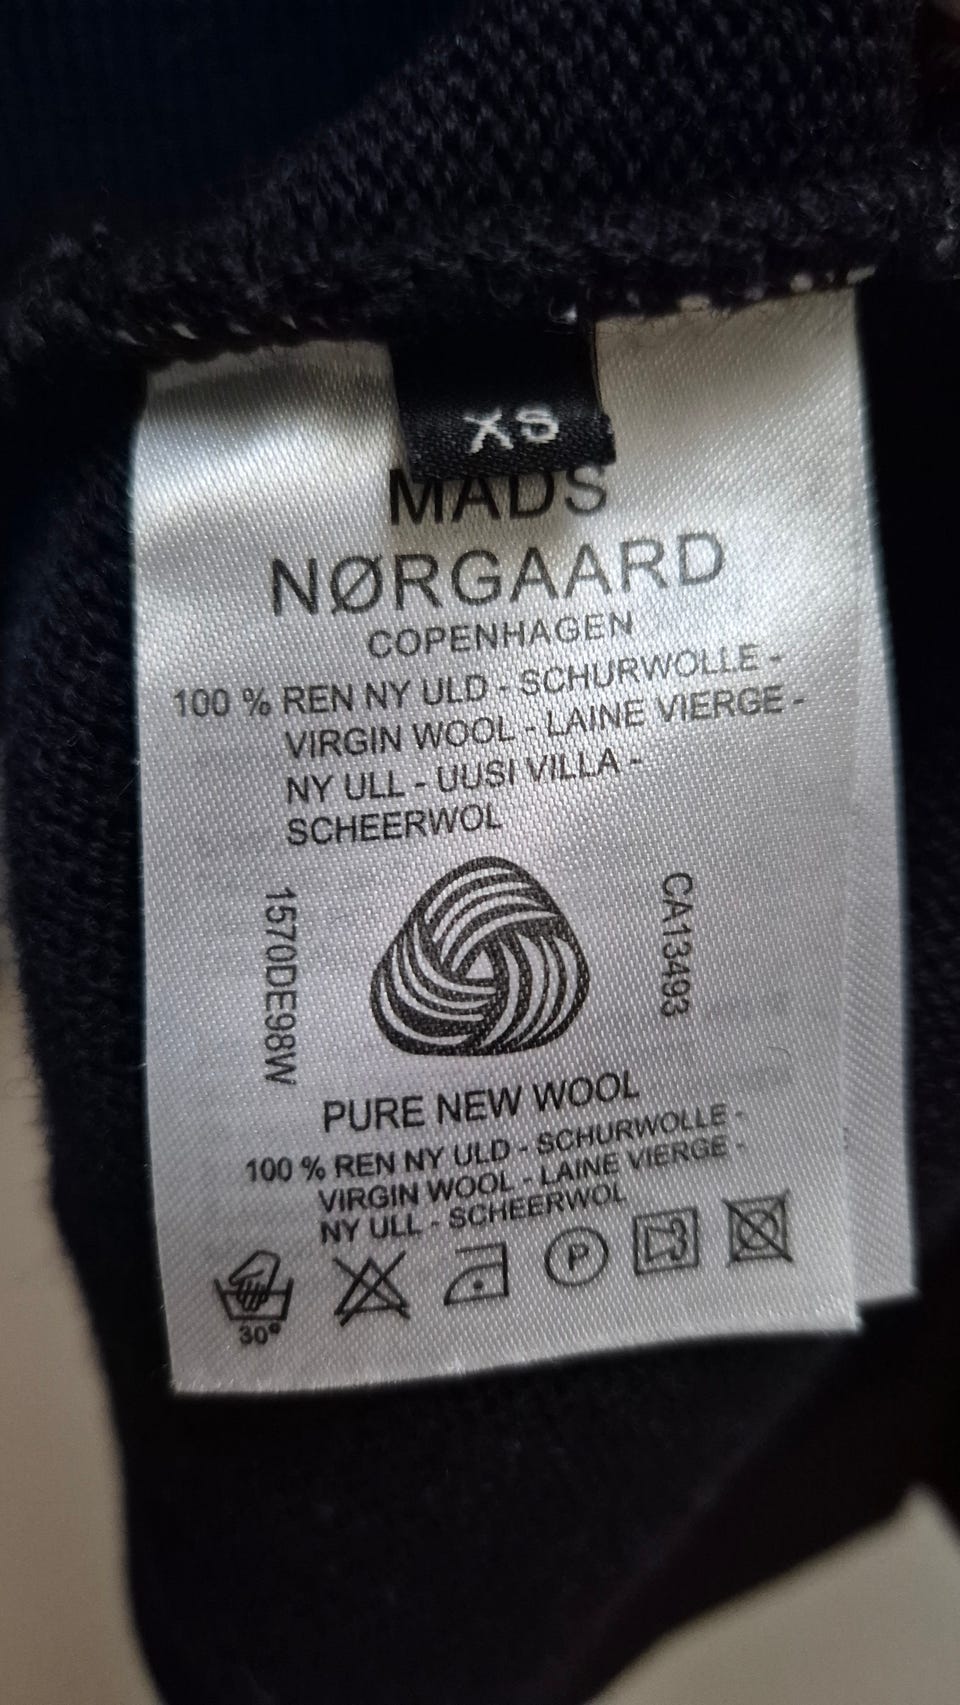 XS
MADS
NØRGAARD
COPENHAGEN
100 % REN NY ULD - SCHURWOLLE -
VIRGIN WOOL - LAINE VIERGE -
NY ULL - UUSI VILLA -
SCHEERWOL
1570DE98W
CA13493
PURE NEW WOOL
100 % REN NY ULD - SCHURWOLLE -
VIRGIN WOOL - LAINE VIERGE -
NY ULL - SCHEERWOL
30°
P